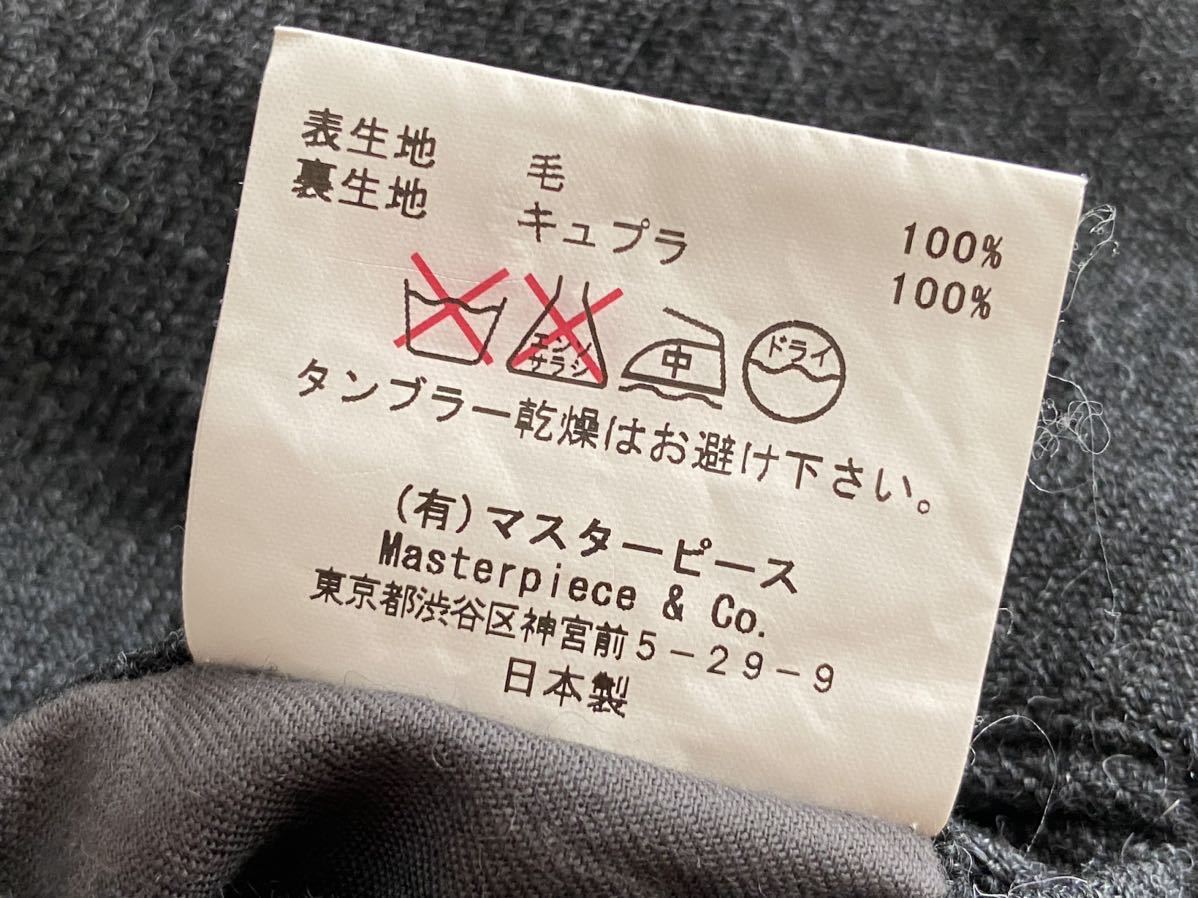 表生地 毛 100%
裏生地 キュプラ 100%
エンソ サラシ 中 ドライ
タンブラー乾燥はお避け下さい。
(有)マスターピース
Masterpiece & Co.
東京都渋谷区神宮前5-29-9
日本製